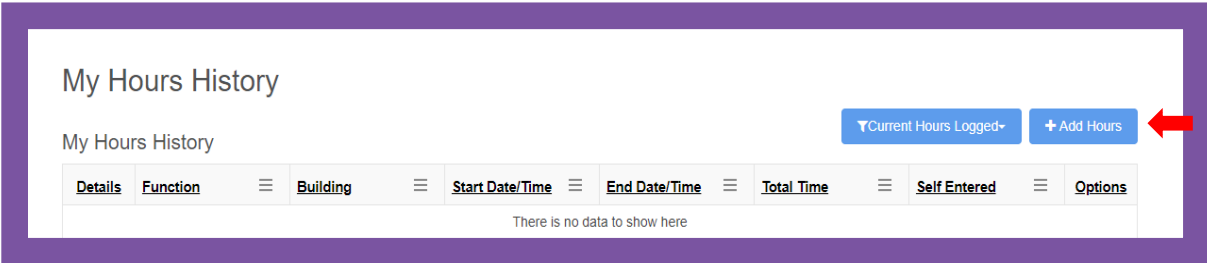 My Hours History
Current Hours Logged
+ Add Hours
My Hours History
Details Function Building Start Date/Time End Date/Time Total Time Self Entered Options
There is no data to show here